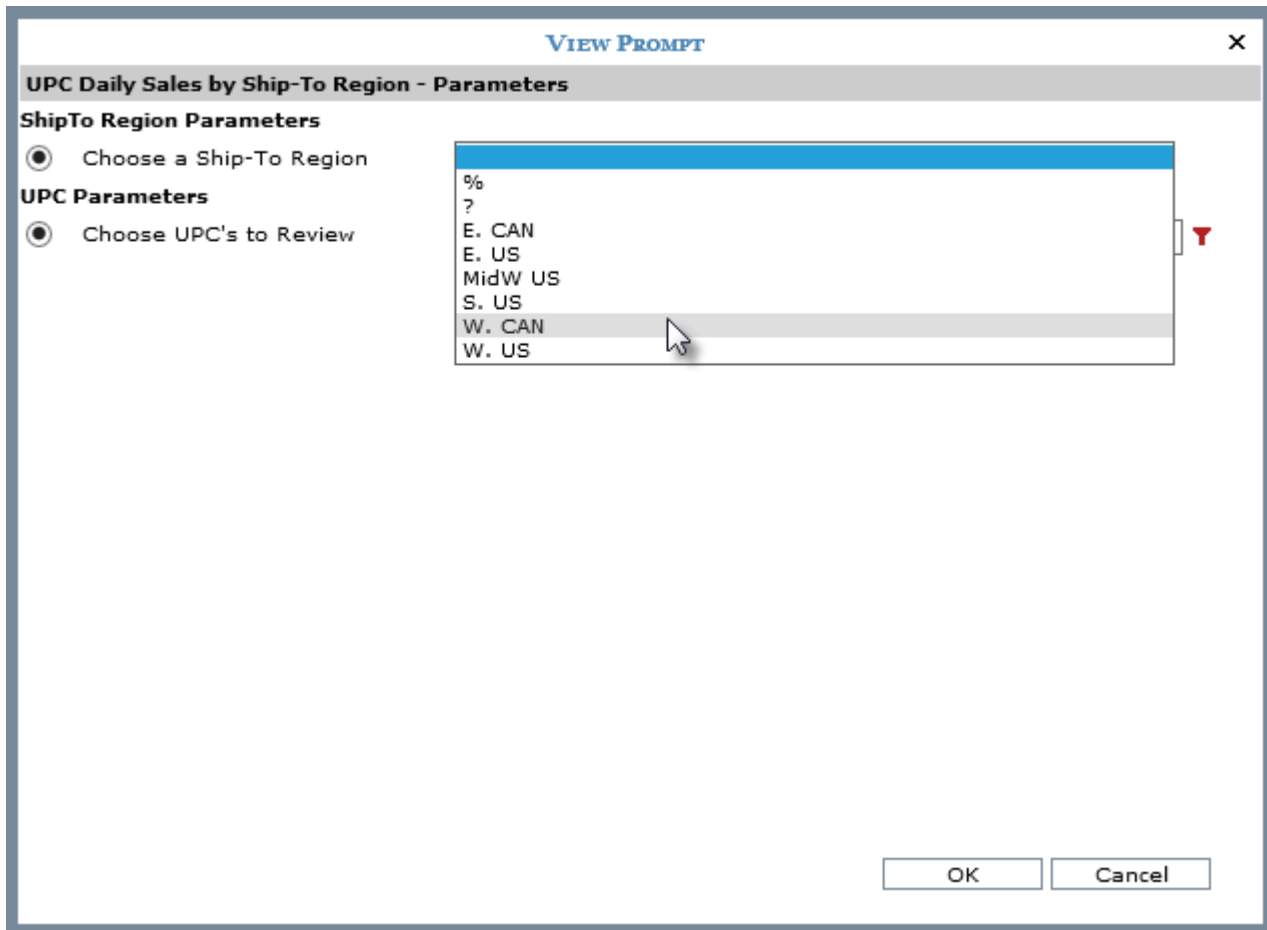 View Prompt
UPC Daily Sales by Ship-To Region - Parameters
ShipTo Region Parameters
Choose a Ship-To Region
%
?
E. CAN
E. US
MidW US
S. US
W. CAN
W. US
UPC Parameters
Choose UPC's to Review
OK
Cancel